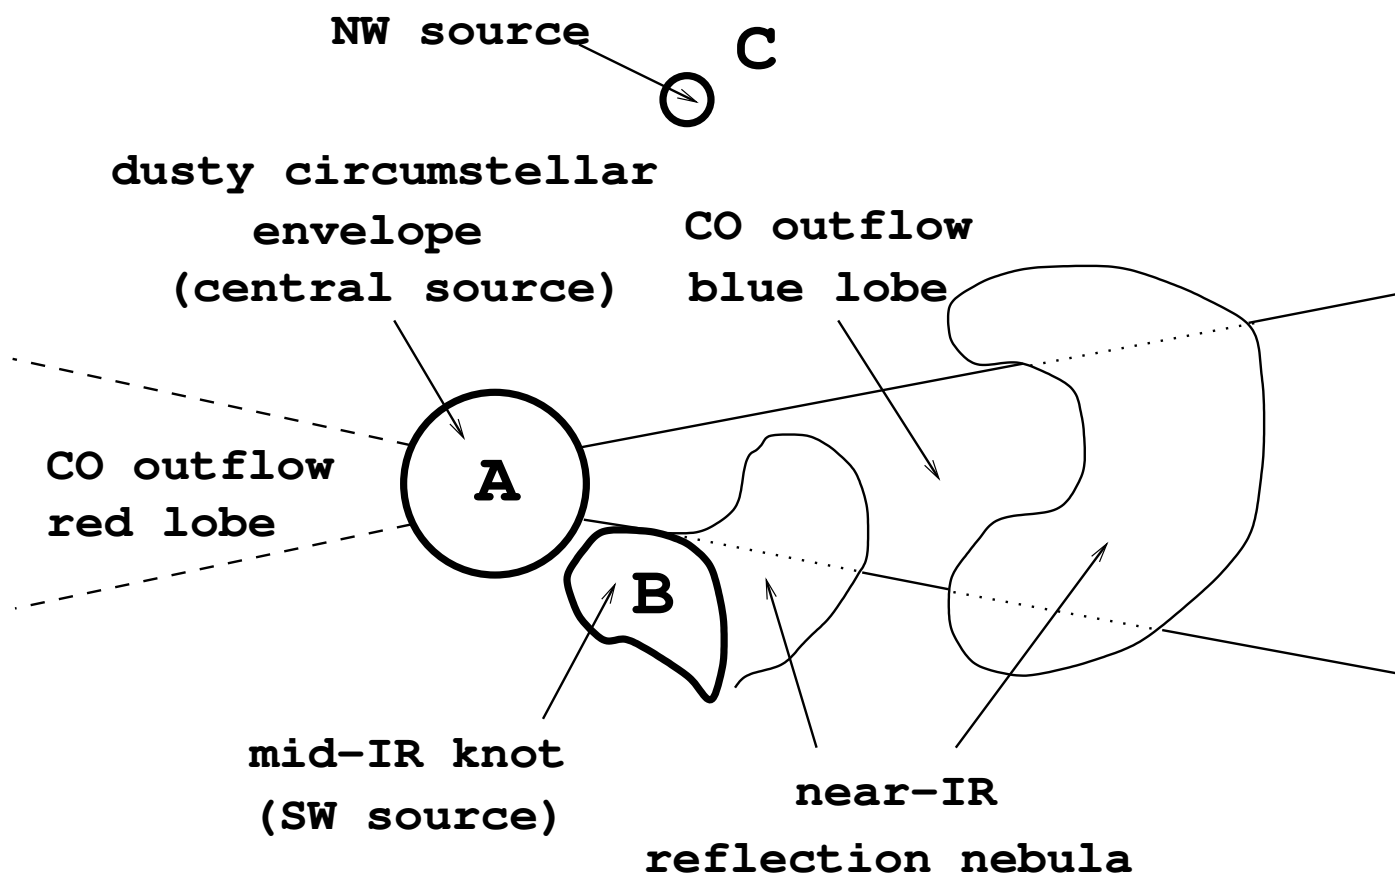 NW source
C
dusty circumstellar
envelope
(central source)
CO outflow
blue lobe
CO outflow
red lobe
A
B
mid-IR knot
(SW source)
near-IR
reflection nebula